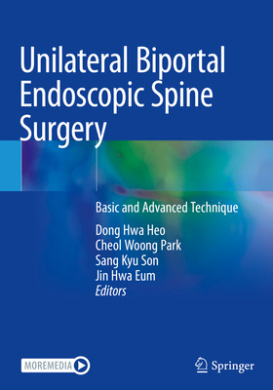 Unilateral Biportal
Endoscopic Spine
Surgery
Basic and Advanced Technique
Dong Hwa Heo
Cheol Woong Park
Sang Kyu Son
Jin Hwa Eum
Editors
MOREMEDIA
Springer